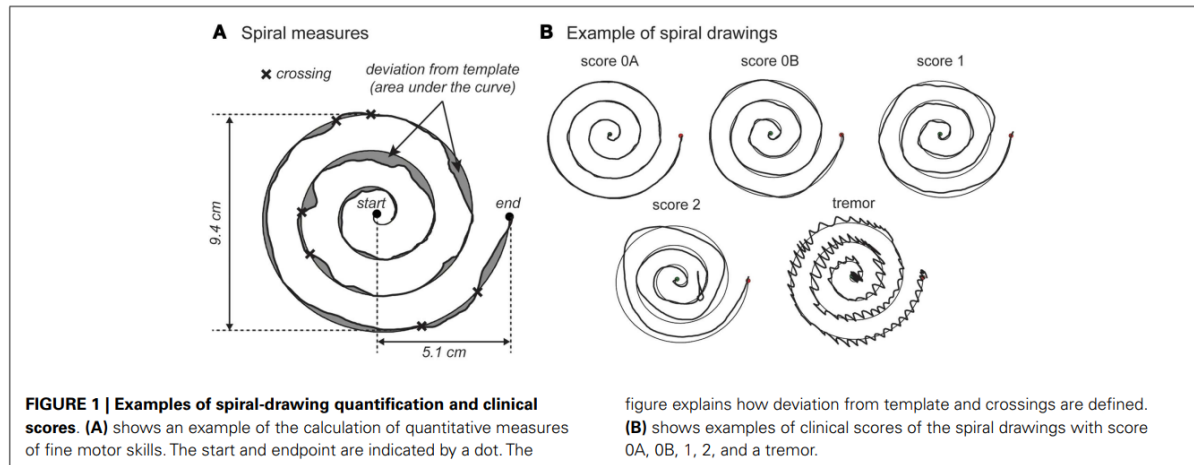 A Spiral measures
✖ crossing
deviation from template
(area under the curve)
start
end
9.4 cm
5.1 cm
B Example of spiral drawings
score 0A
score 0B
score 1
score 2
tremor
FIGURE 1 | Examples of spiral-drawing quantification and clinical
scores. (A) shows an example of the calculation of quantitative measures
of fine motor skills. The start and endpoint are indicated by a dot. The
figure explains how deviation from template and crossings are defined.
(B) shows examples of clinical scores of the spiral drawings with score
0A, 0B, 1, 2, and a tremor.